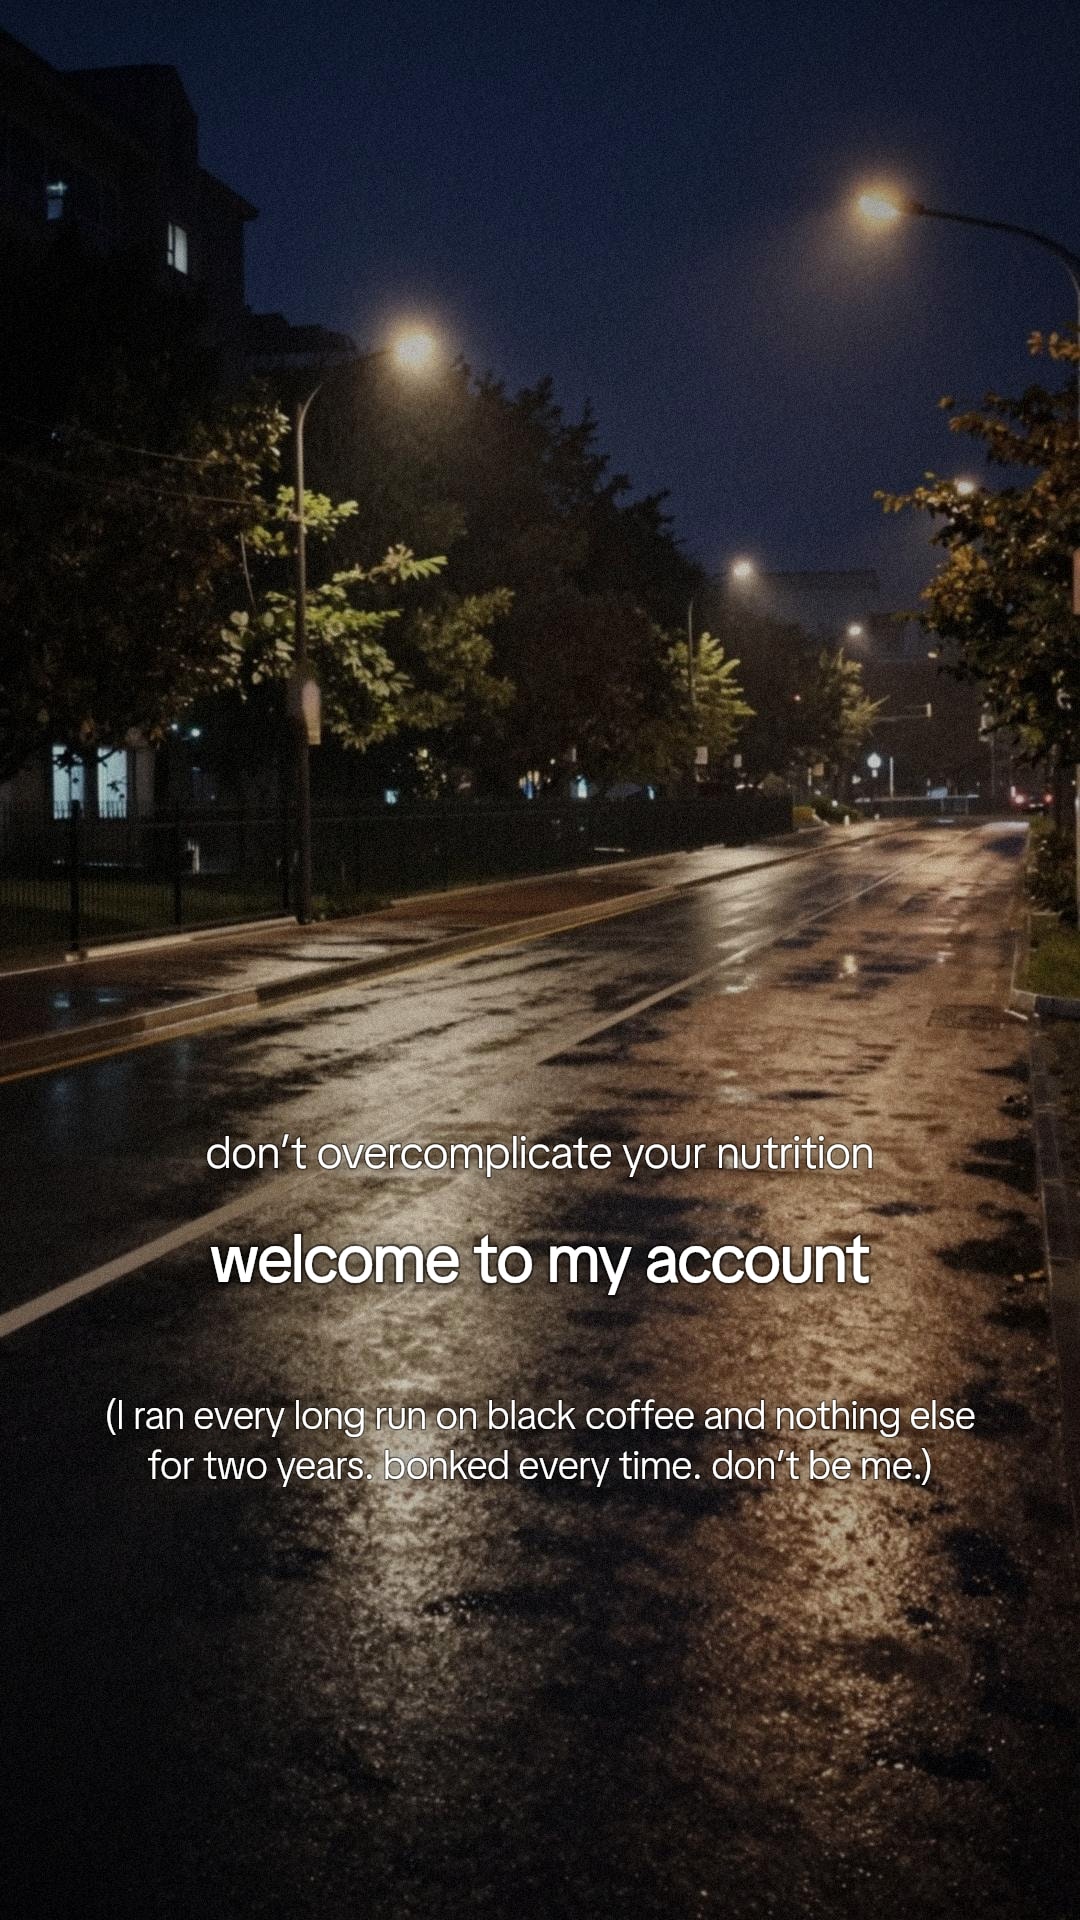 don’t overcomplicate your nutrition
welcome to my account
(I ran every long run on black coffee and nothing else
for two years. bonked every time. don’t be me.)